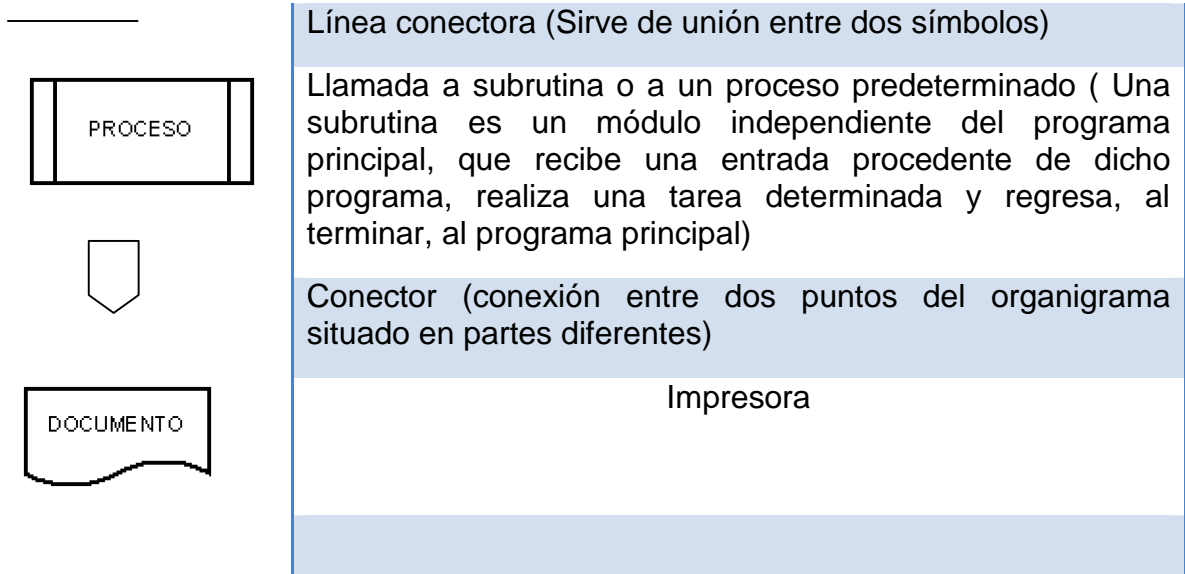 Línea conectora (Sirve de unión entre dos símbolos)
PROCESO
Llamada a subrutina o a un proceso predeterminado ( Una
subrutina es un módulo independiente del programa
principal, que recibe una entrada procedente de dicho
programa, realiza una tarea determinada y regresa, al
terminar, al programa principal)
Conector (conexión entre dos puntos del organigrama
situado en partes diferentes)
DOCUMENTO
Impresora